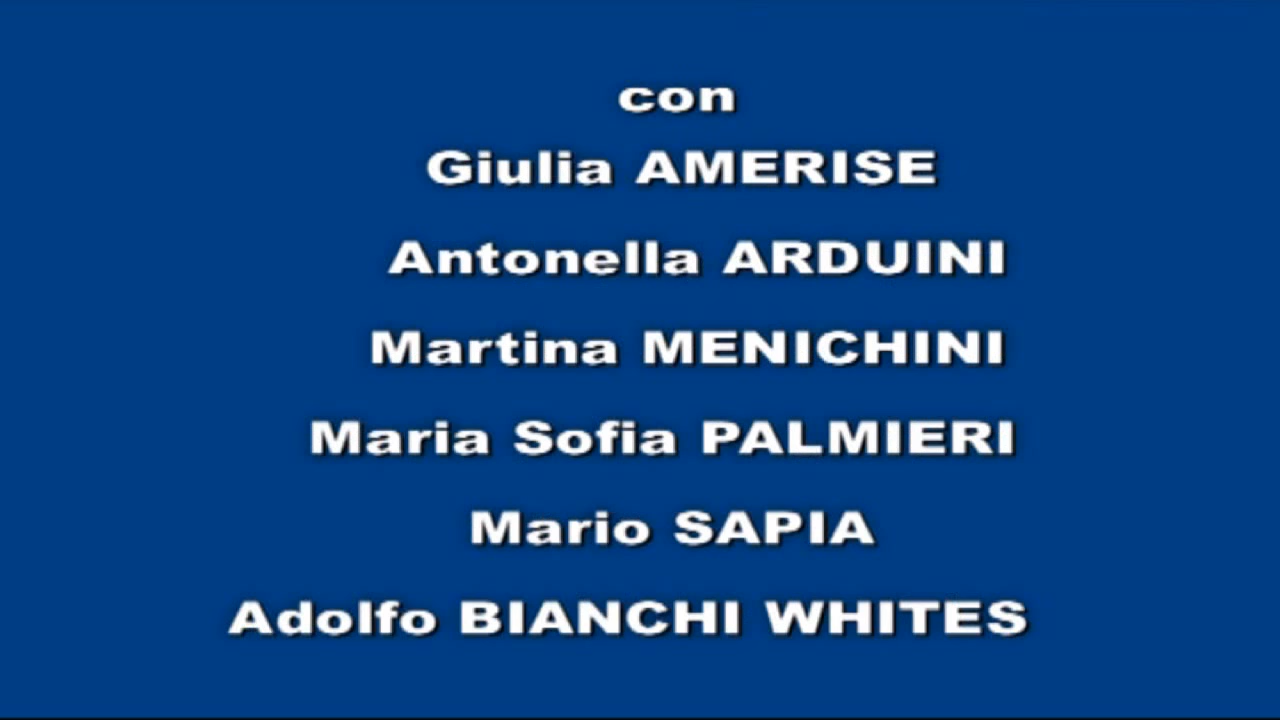 con
Giulia AMERISE
Antonella ARDUINI
Martina MENICHINI
Maria Sofia PALMIERI
Mario SAPIA
Adolfo BIANCHI WHITES